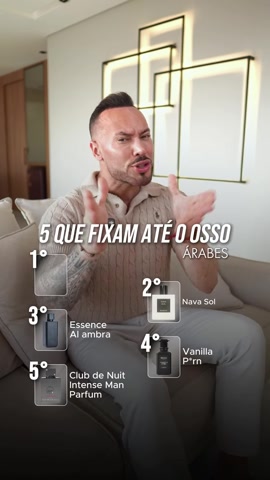 5 QUE FIXAM ATÉ O OSSO
ÁRABES
1°
2°
Nava Sol
3°
Essence
Al ambra
4°
Vanilla
P*rn
5°
Club de Nuit
Intense Man
Parfum